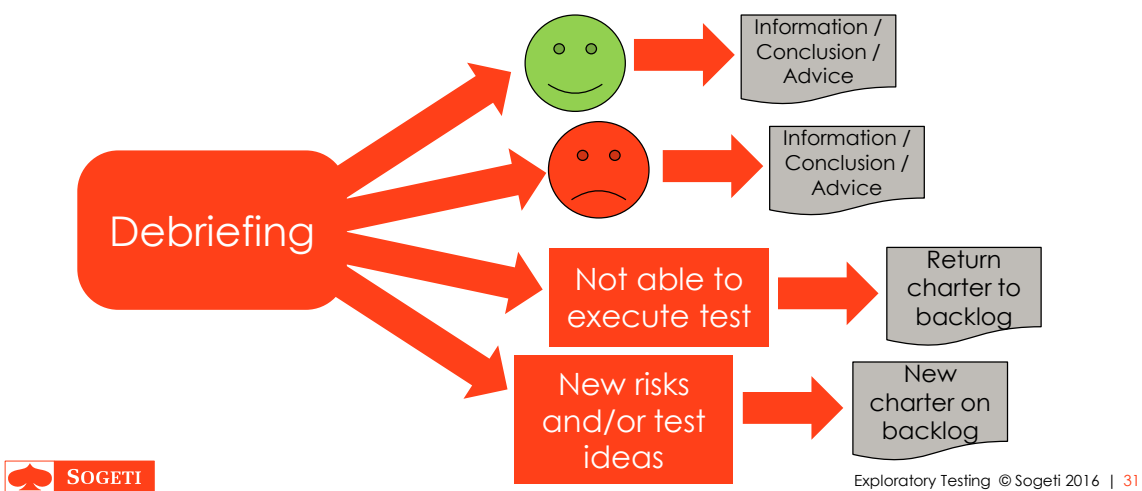 Information /
Conclusion /
Advice
Information /
Conclusion /
Advice
Debriefing
Not able to
execute test
Return
charter to
backlog
New risks
and/or test
ideas
New
charter on
backlog
SOGETI
Exploratory Testing © Sogeti 2016 | 31